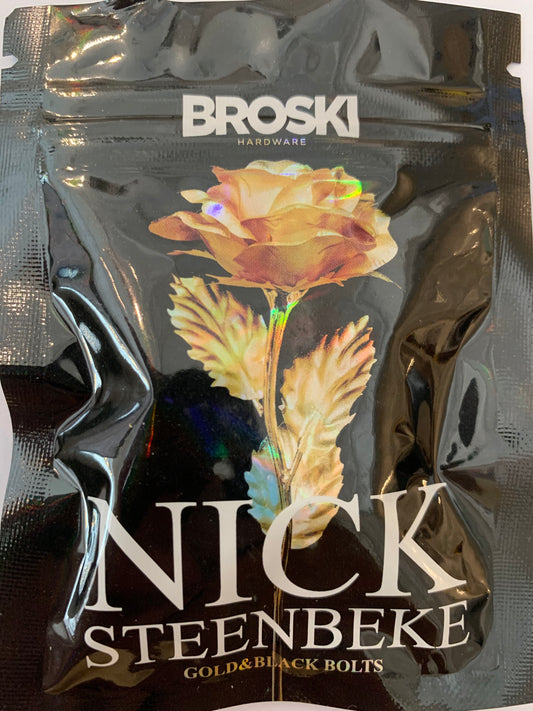 BROSKI
HARDWARE
NICK
STEENBEKE
GOLD&BLACK BOLTS